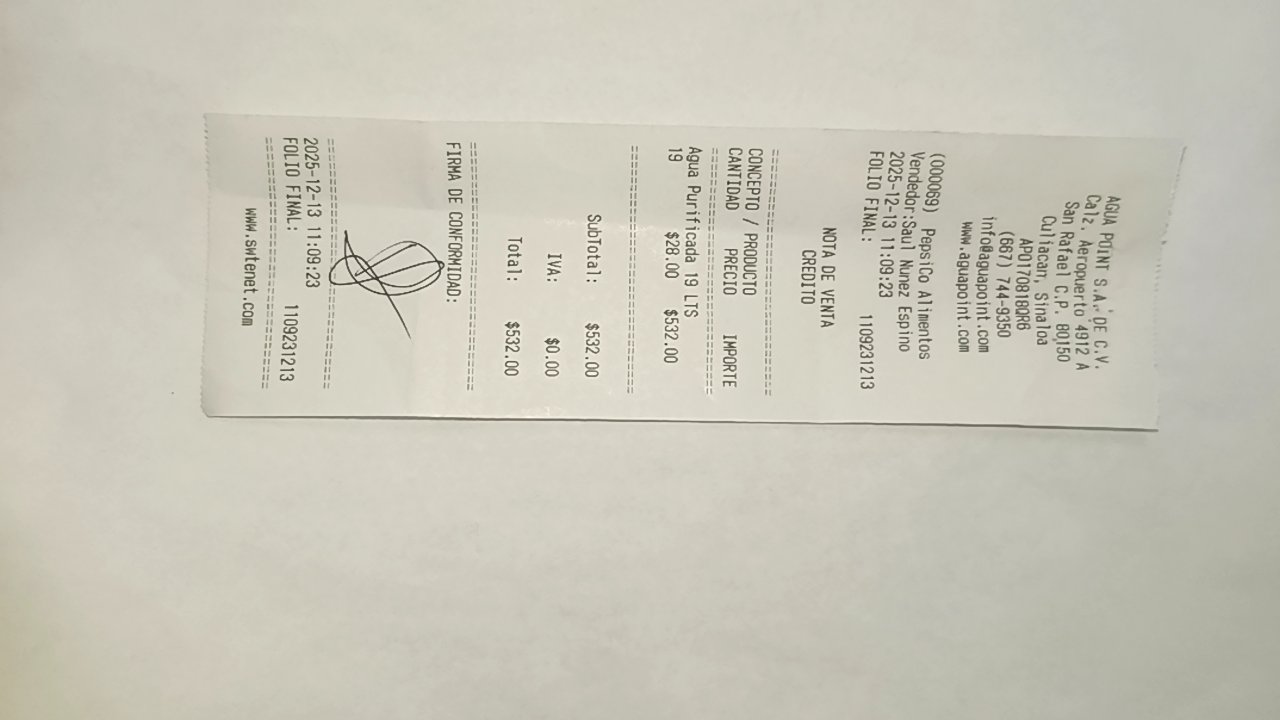 AGUA POINT S.A. DE C.V.
Calz. Aeropuerto 4912 A
San Rafael C.P. 80150
Culiacan, Sinaloa
APO170818QR6
(667) 744-9350
info@aguapoint.com
www.aguapoint.com
(000069) PepsiCo Alimentos
Vendedor:Saul Nunez Espino
2025-12-13 11:09:23
FOLIO FINAL: 1109231213
NOTA DE VENTA
CREDITO
CONCEPTO / PRODUCTO
CANTIDAD PRECIO IMPORTE
Agua Purificada 19 LTS
19 $28.00 $532.00
SubTotal: $532.00
IVA: $0.00
Total: $532.00
FIRMA DE CONFORMIDAD:
2025-12-13 11:09:23
FOLIO FINAL: 1109231213
www.swtenet.com